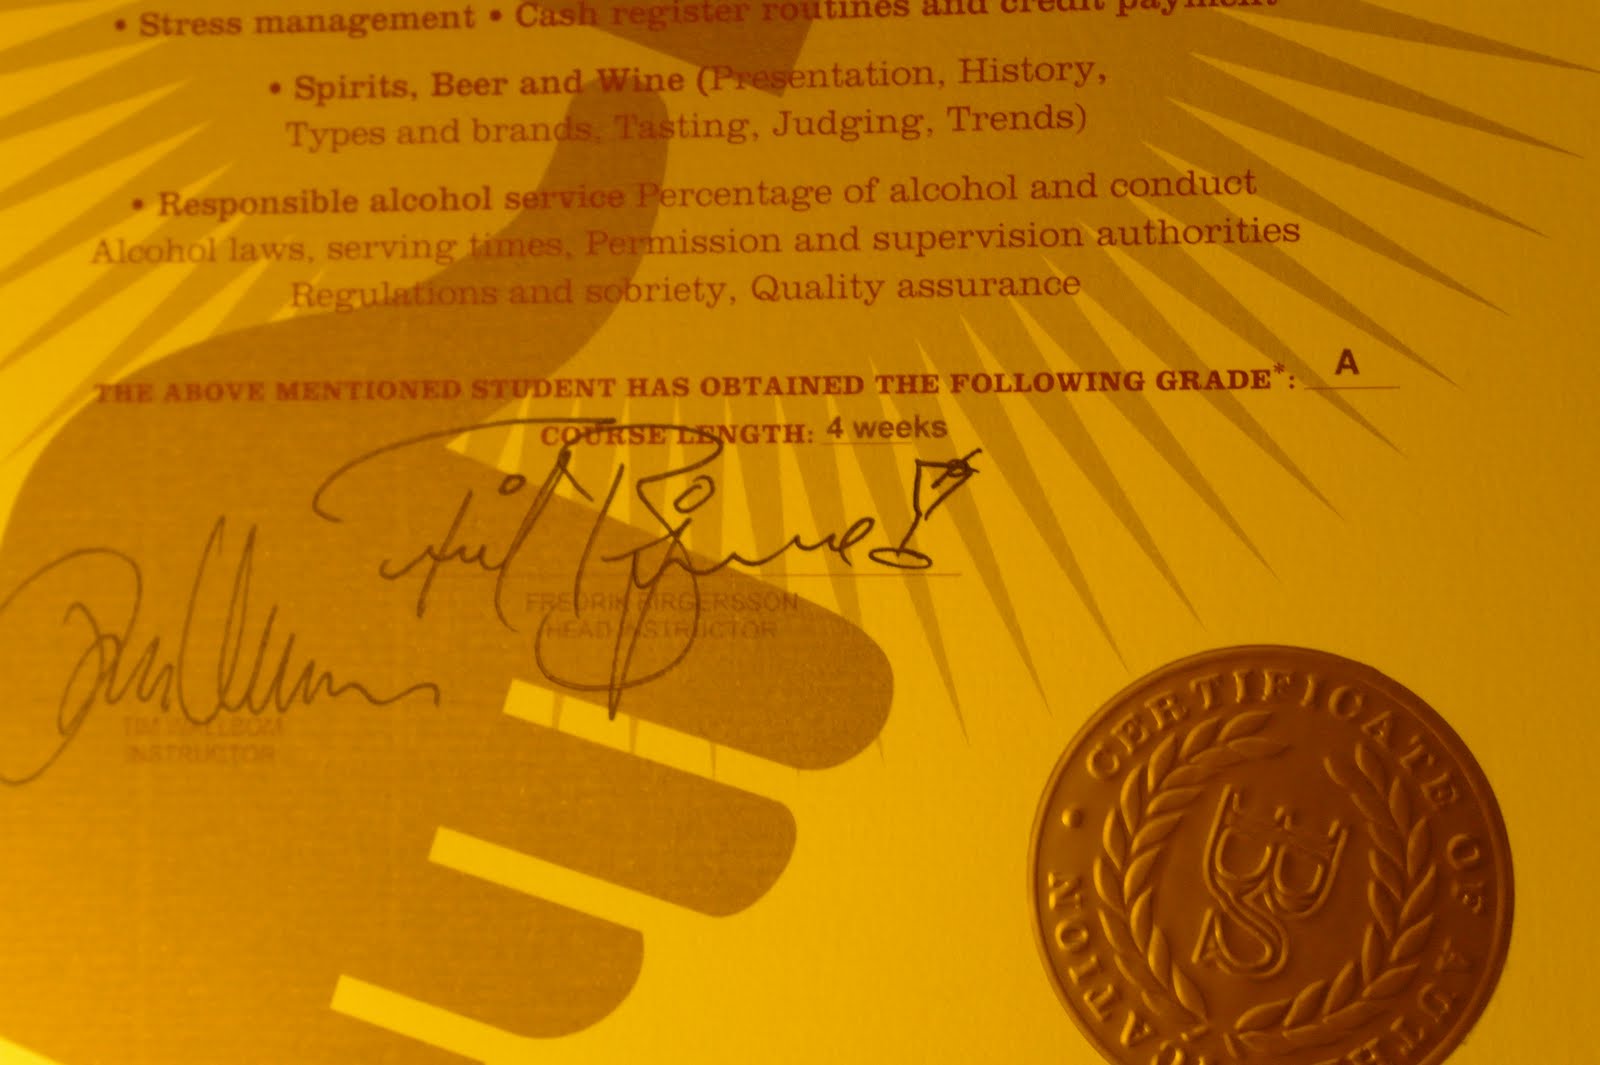 • Stress management • Cash register routines and credit payment
• Spirits, Beer and Wine (Presentation, History,
Types and brands, Tasting, Judging, Trends)
• Responsible alcohol service Percentage of alcohol and conduct
Alcohol laws, serving times, Permission and supervision authorities
Regulations and sobriety, Quality assurance
THE ABOVE MENTIONED STUDENT HAS OBTAINED THE FOLLOWING GRADE*: A
COURSE LENGTH: 4 weeks
FREDRIK BIRGERSSON
HEAD INSTRUCTOR
TIM WALLBOM
INSTRUCTOR
• CERTIFICATE OF